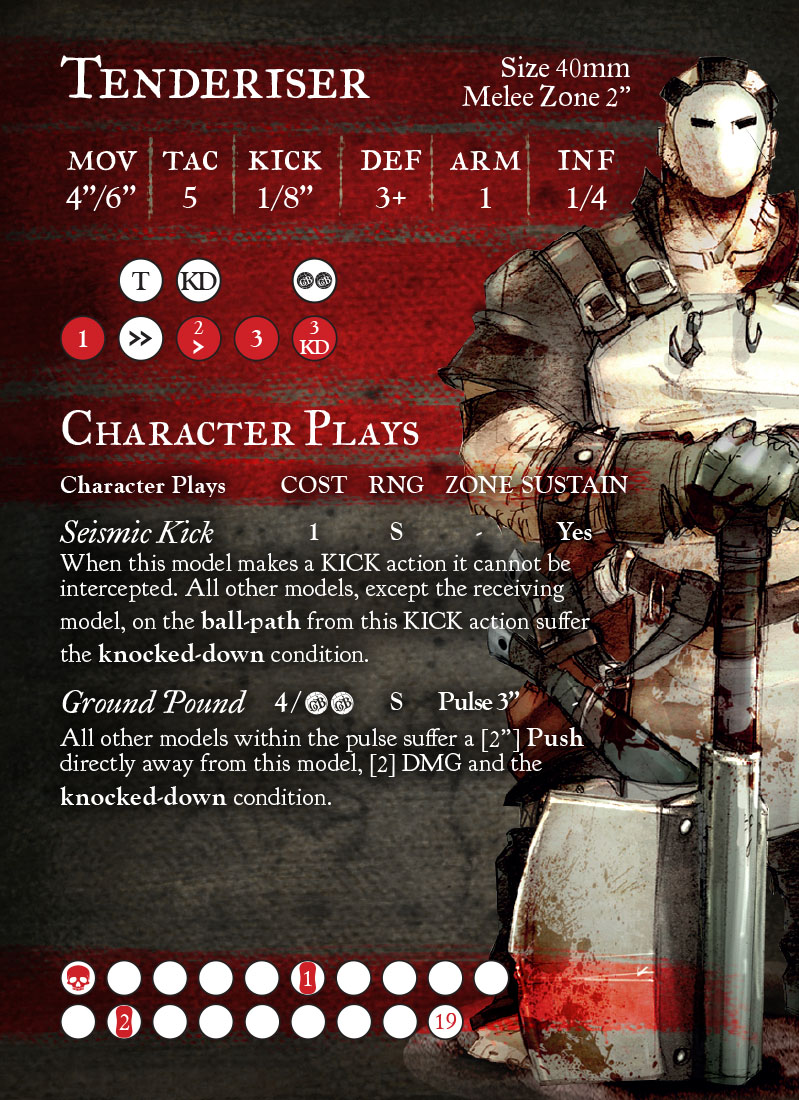 Tenderiser
Size 40mm
Melee Zone 2”
MOV TAC KICK DEF ARM INF
4”/6” 5 1/8” 3+ 1 1/4
T KD GB GB
1 >> 2 > 3 3 KD
Character Plays
Character Plays COST RNG ZONE SUSTAIN
Seismic Kick 1 S - Yes
When this model makes a KICK action it cannot be
intercepted. All other models, except the receiving
model, on the ball-path from this KICK action suffer
the knocked-down condition.
Ground Pound 4/GB GB S Pulse 3” -
All other models within the pulse suffer a [2”] Push
directly away from this model, [2] DMG and the
knocked-down condition.
1
2 19